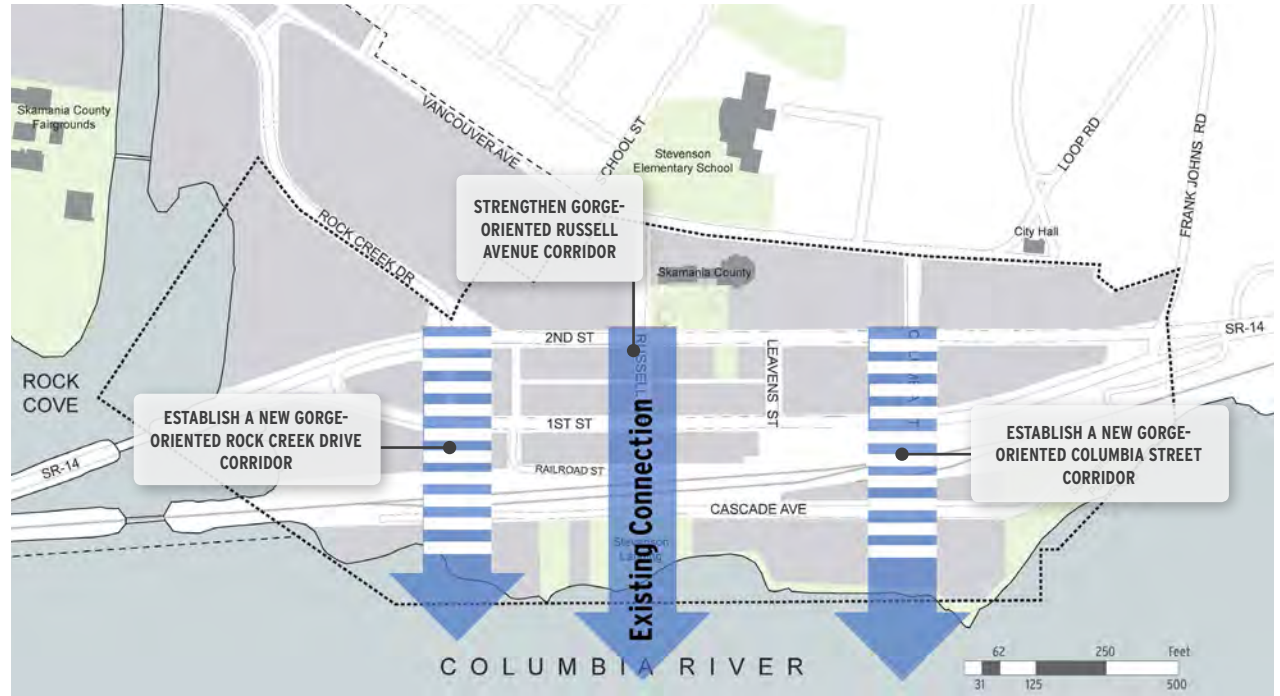 Skamania County
Fairgrounds
VANCOUVER AVE
SCHOOL ST
Stevenson
Elementary School
LOOP RD
FRANK JOHNS RD
City Hall
STRENGTHEN GORGE-
ORIENTED RUSSELL
AVENUE CORRIDOR
ROCK CREEK DR
Skamania County
2ND ST
RUSSELL
LEAVENS ST
SR-14
ROCK
COVE
ESTABLISH A NEW GORGE-
ORIENTED ROCK CREEK DRIVE
CORRIDOR
1ST ST
Existing Connection
ESTABLISH A NEW GORGE-
ORIENTED COLUMBIA STREET
CORRIDOR
SR-14
RAILROAD ST
CASCADE AVE
Stevenson
Landing
COLUMBIA RIVER
62
250
Feet
31
125
500